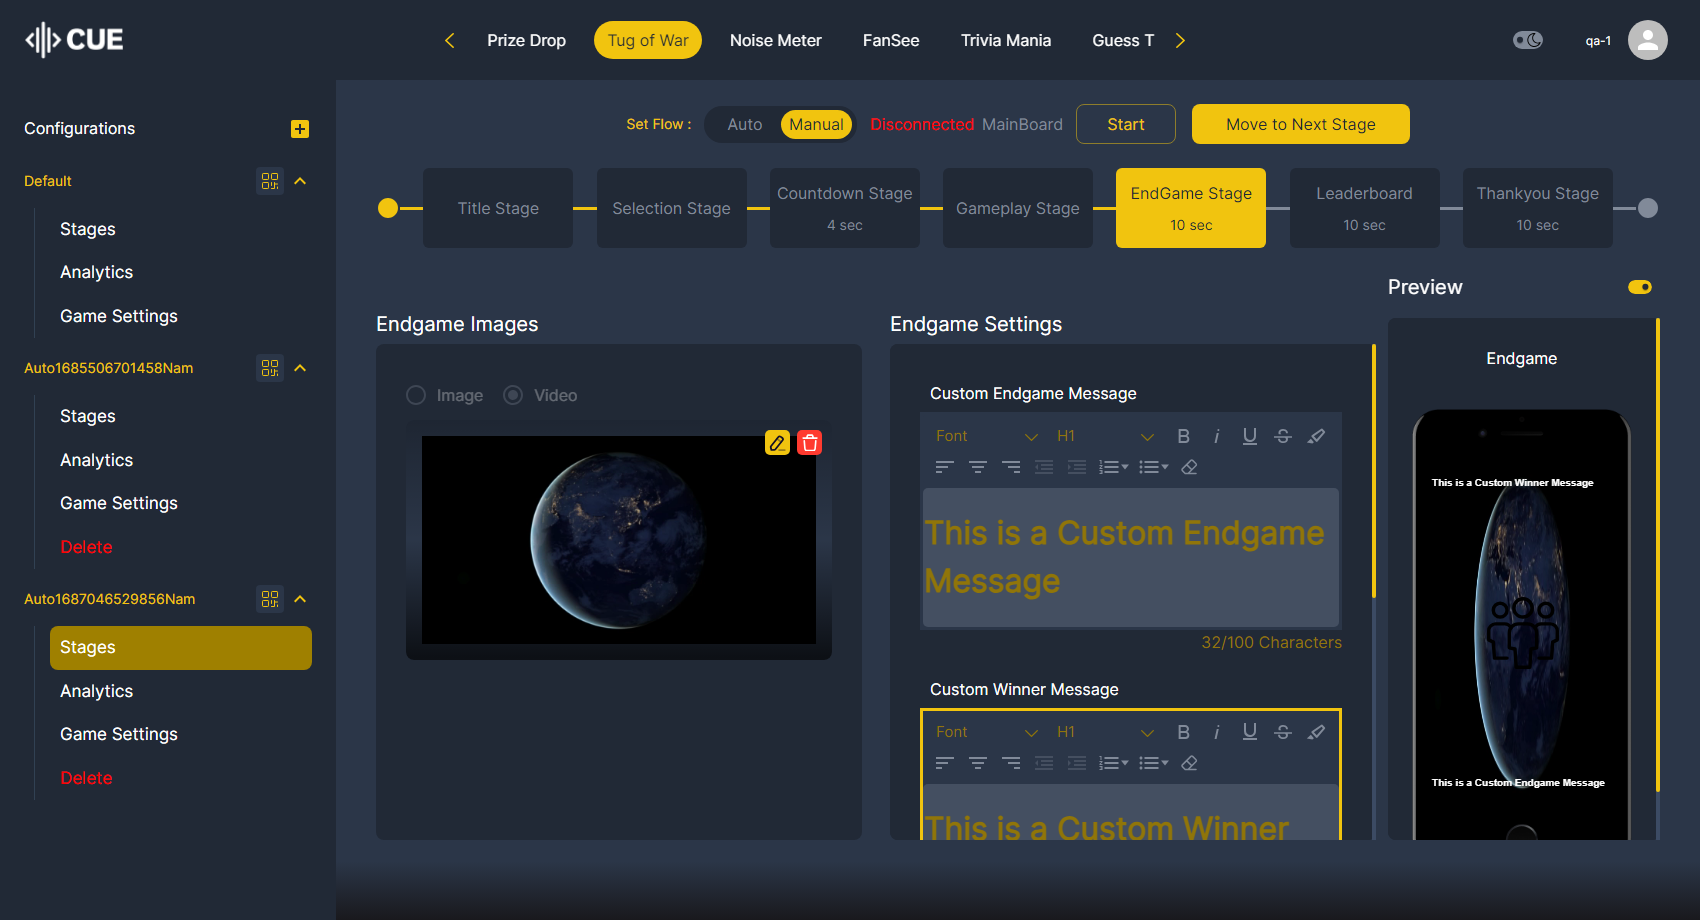 CUE
Prize Drop
Tug of War
Noise Meter
FanSee
Trivia Mania
Guess T
qa-1
Configurations
Default
Stages
Analytics
Game Settings
Auto1685506701458Nam
Stages
Analytics
Game Settings
Delete
Auto1687046529856Nam
Stages
Analytics
Game Settings
Delete
Set Flow :
Auto
Manual
Disconnected MainBoard
Start
Move to Next Stage
Title Stage
Selection Stage
Countdown Stage
4 sec
Gameplay Stage
EndGame Stage
10 sec
Leaderboard
10 sec
Thankyou Stage
10 sec
Endgame Images
Image
Video
Endgame Settings
Custom Endgame Message
Font
H1
B
i
U
S
This is a Custom Endgame
Message
32/100 Characters
Custom Winner Message
Font
H1
B
i
U
S
This is a Custom Winner
Preview
Endgame
This is a Custom Winner Message
This is a Custom Endgame Message